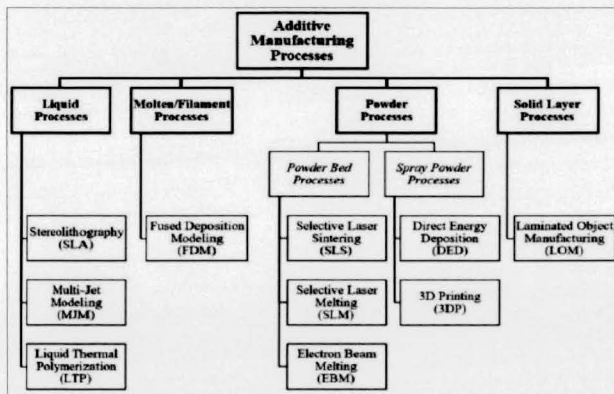 Additive
Manufacturing
Processes
Liquid
Processes
Molten/Filament
Processes
Powder
Processes
Solid Layer
Processes
Powder Bed
Processes
Spray Powder
Processes
Stereolithography
(SLA)
Fused Deposition
Modeling
(FDM)
Selective Laser
Sintering
(SLS)
Direct Energy
Deposition
(DED)
Laminated Object
Manufacturing
(LOM)
Multi-Jet
Modeling
(MJM)
Selective Laser
Melting
(SLM)
3D Printing
(3DP)
Liquid Thermal
Polymerization
(LTP)
Electron Beam
Melting
(EBM)